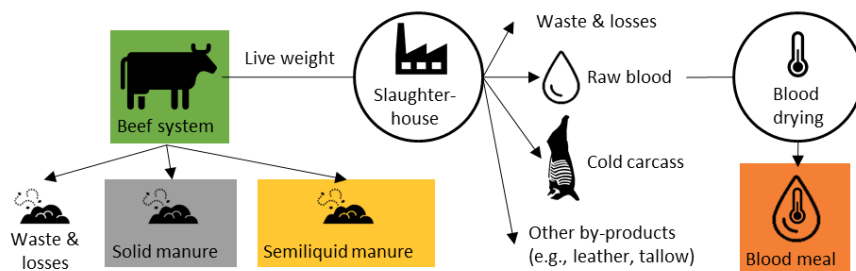 Waste & losses
Live weight
Slaughter-
house
Raw blood
Blood
drying
Beef system
Cold carcass
Waste &
losses
Solid manure
Semiliquid manure
Other by-products
(e.g., leather, tallow)
Blood meal